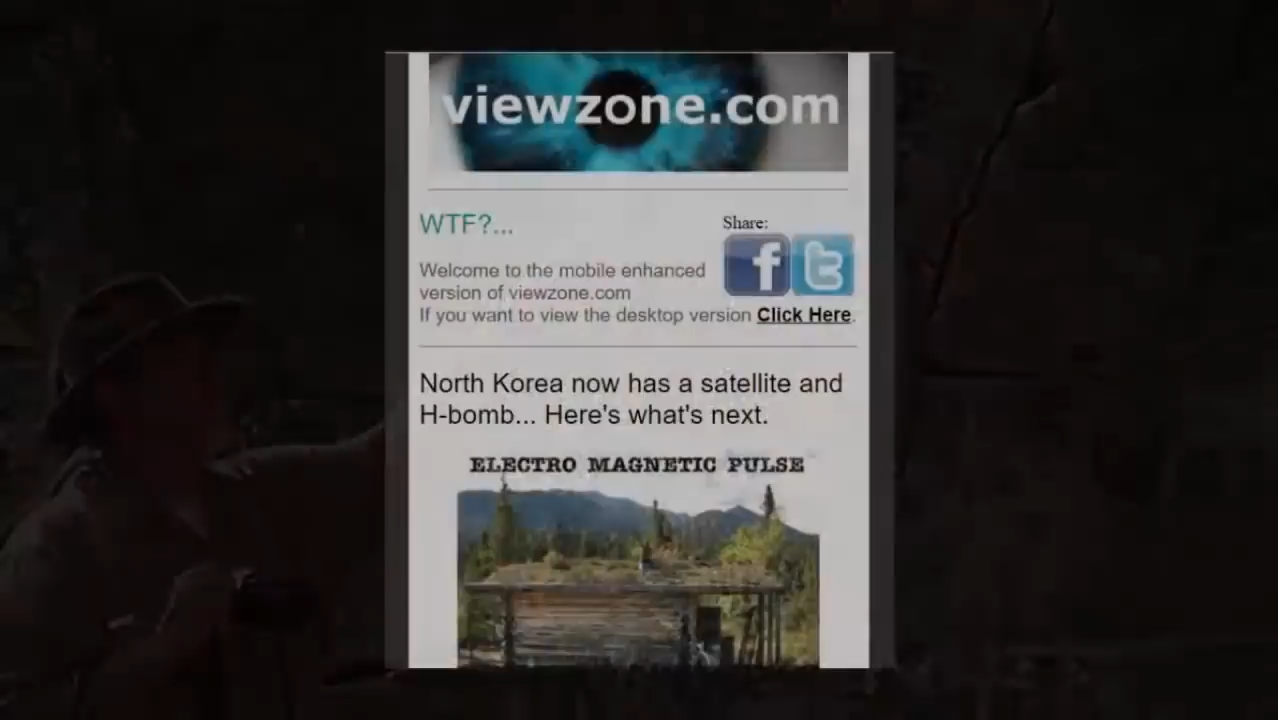 viewzone.com
WTF?...
Share:
Welcome to the mobile enhanced
version of viewzone.com
If you want to view the desktop version Click Here.
North Korea now has a satellite and
H-bomb... Here's what's next.
ELECTRO MAGNETIC PULSE